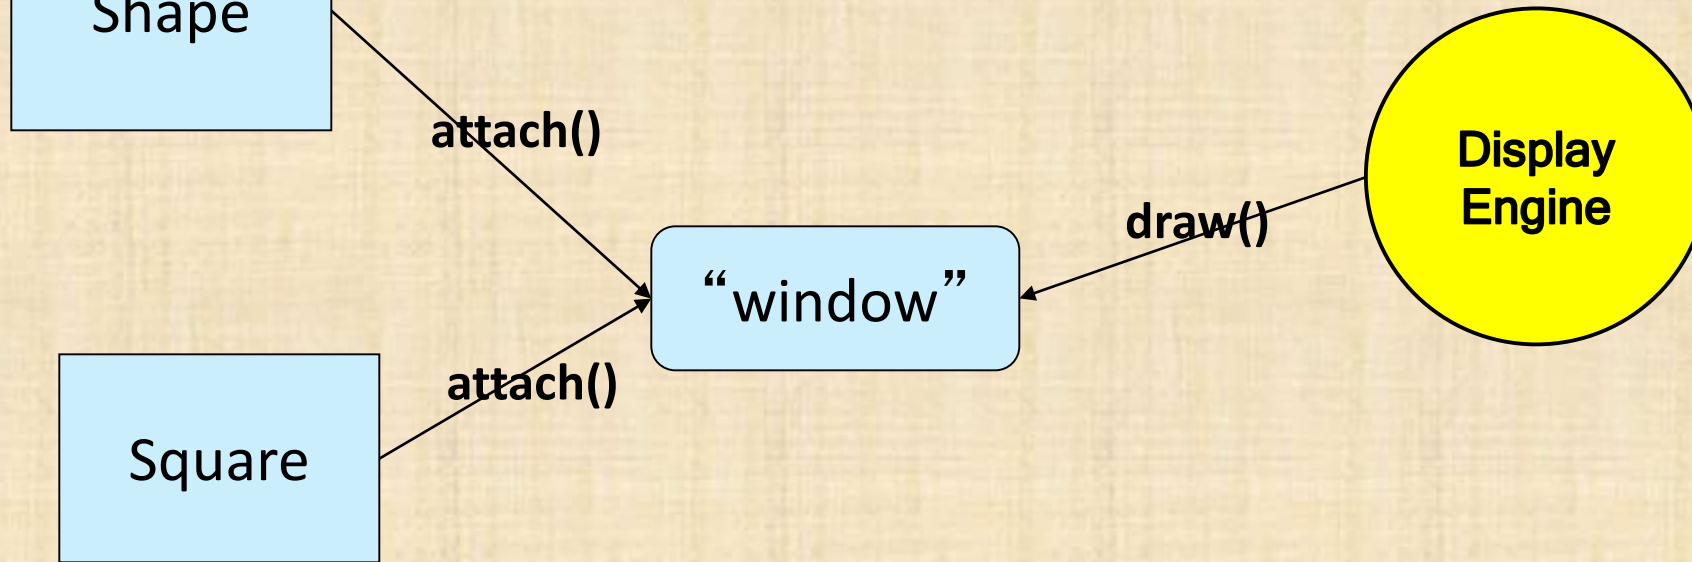 Shape
attach()
Display
Engine
draw()
“window”
attach()
Square